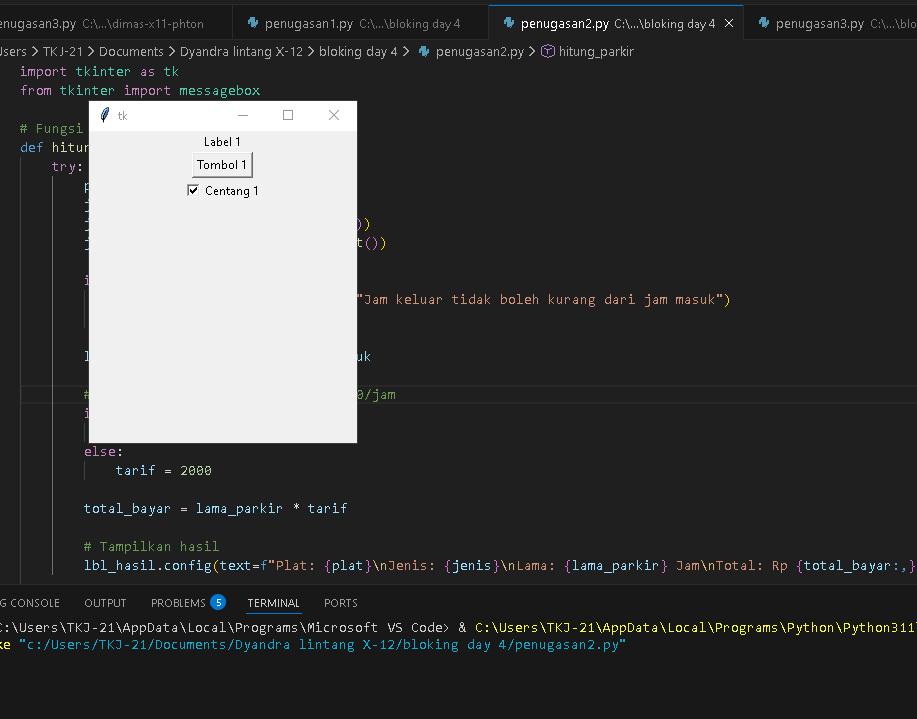 penugasan3.py C:\...\dimas-x11-phton penugasan1.py C:\...\bloking day 4 penugasan2.py C:\...\bloking day 4 penugasan3.py C:\...\blo
sers > TKJ-21 > Documents > Dyandra lintang X-12 > bloking day 4 > penugasan2.py > hitung_parkir
import tkinter as tk
from tkinter import messagebox
# Fungsi
def hitun
try:
tk
Label 1
Tombol 1
Centang 1
))
t())
"Jam keluar tidak boleh kurang dari jam masuk")
uk
# 0/jam
else:
tarif = 2000
total_bayar = lama_parkir * tarif
# Tampilkan hasil
lbl_hasil.config(text=f"Plat: {plat}\nJenis: {jenis}\nLama: {lama_parkir} Jam\nTotal: Rp {total_bayar:,}
G CONSOLE OUTPUT PROBLEMS 5 TERMINAL PORTS
C:\Users\TKJ-21\AppData\Local\Programs\Microsoft VS Code> & C:\Users\TKJ-21\AppData\Local\Programs\Python\Python311\
ke "c:/Users/TKJ-21/Documents/Dyandra lintang X-12/bloking day 4/penugasan2.py"